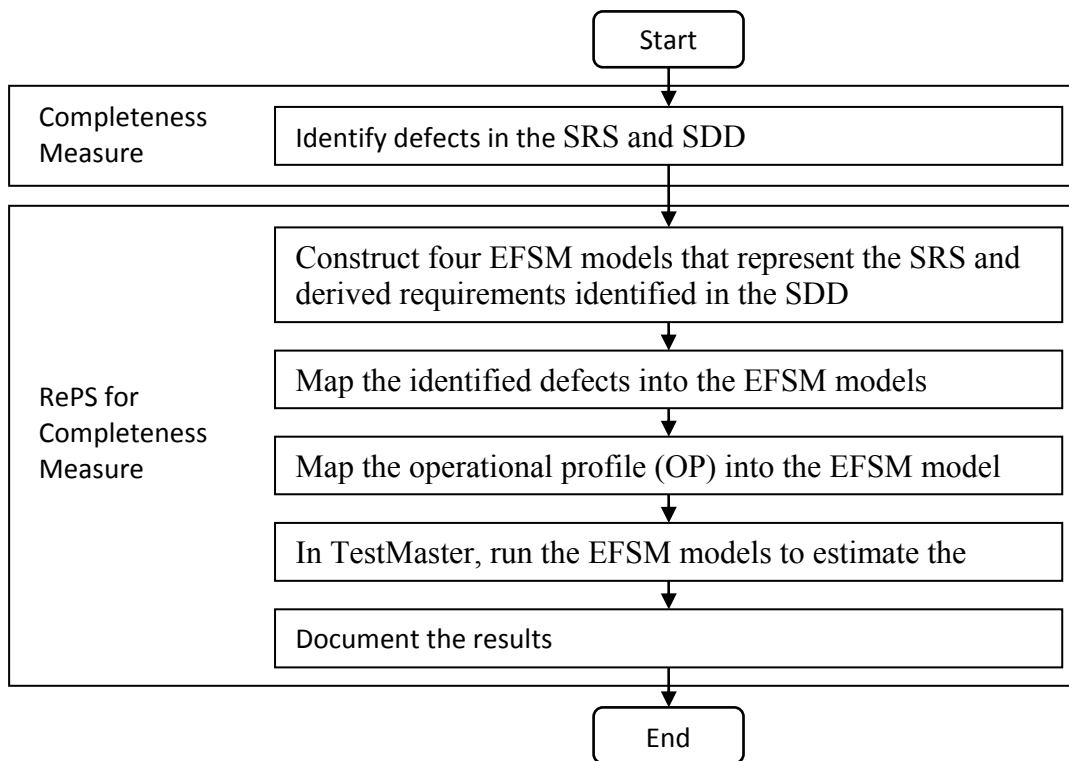 Start
Completeness
Measure
Identify defects in the SRS and SDD
RePS for
Completeness
Measure
Construct four EFSM models that represent the SRS and
derived requirements identified in the SDD
Map the identified defects into the EFSM models
Map the operational profile (OP) into the EFSM model
In TestMaster, run the EFSM models to estimate the
Document the results
End